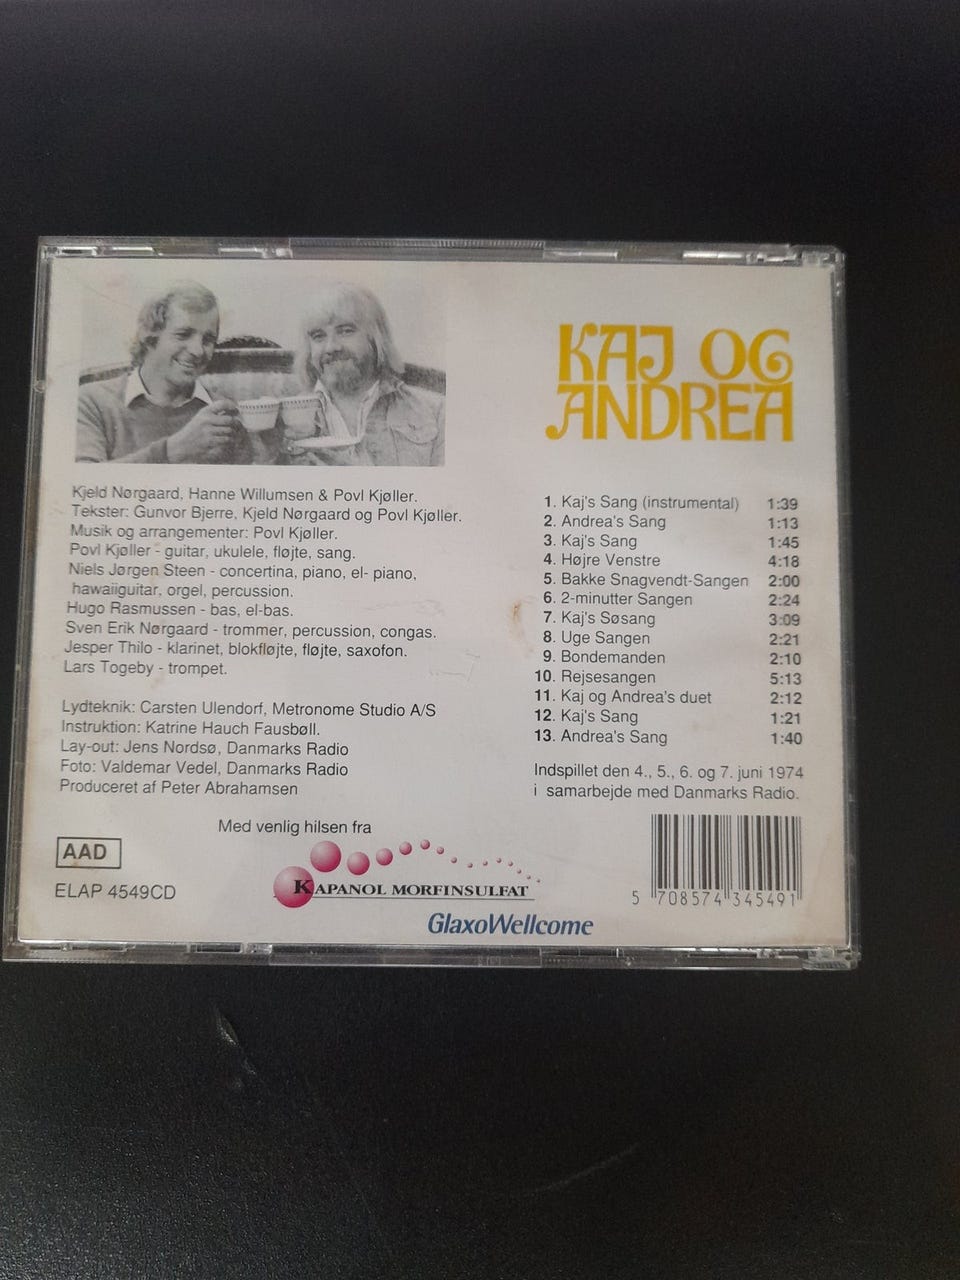 KAJ OG
ANDREA
Kjeld Nørgaard, Hanne Willumsen & Povl Kjøller.
Tekster: Gunvor Bjerre, Kjeld Nørgaard og Povl Kjøller.
Musik og arrangementer: Povl Kjøller.
Povl Kjøller - guitar, ukulele, fløjte, sang.
Niels Jørgen Steen - concertina, piano, el- piano,
hawaiiguitar, orgel, percussion.
Hugo Rasmussen - bas, el-bas.
Sven Erik Nørgaard - trommer, percussion, congas.
Jesper Thilo - klarinet, blokfløjte, fløjte, saxofon.
Lars Togeby - trompet.
Lydteknik: Carsten Ulendorf, Metronome Studio A/S
Instruktion: Katrine Hauch Fausbøll.
Lay-out: Jens Nordsø, Danmarks Radio
Foto: Valdemar Vedel, Danmarks Radio
Produceret af Peter Abrahamsen
1. Kaj's Sang (instrumental) 1:39
2. Andrea's Sang 1:13
3. Kaj's Sang 1:45
4. Højre Venstre 4:18
5. Bakke Snagvendt-Sangen 2:00
6. 2-minutter Sangen 2:24
7. Kaj's Søsang 3:09
8. Uge Sangen 2:21
9. Bondemanden 2:10
10. Rejsesangen 5:13
11. Kaj og Andrea's duet 2:12
12. Kaj's Sang 1:21
13. Andrea's Sang 1:40
Indspillet den 4., 5., 6. og 7. juni 1974
i samarbejde med Danmarks Radio.
Med venlig hilsen fra
KAPANOL MORFINSULFAT
GlaxoWellcome
AAD
ELAP 4549CD
5 708574 345491